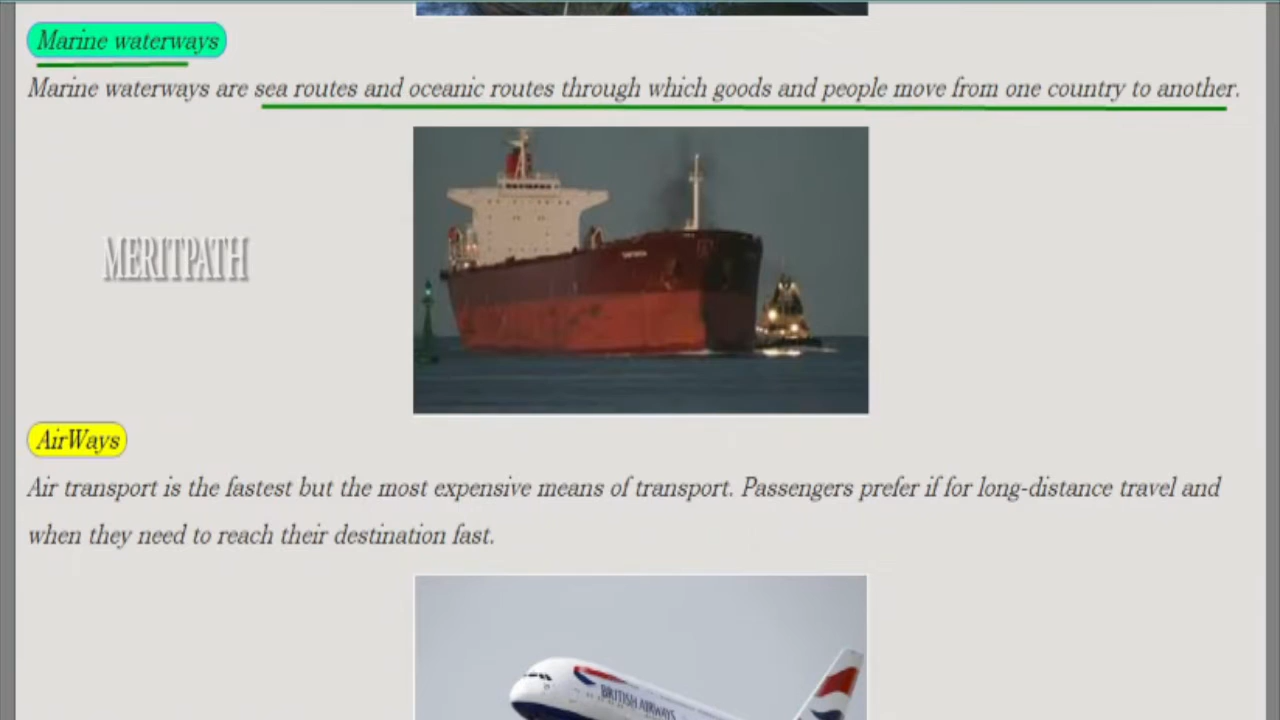 Marine waterways
Marine waterways are sea routes and oceanic routes through which goods and people move from one country to another.
MERITPATH
AirWays
Air transport is the fastest but the most expensive means of transport. Passengers prefer if for long-distance travel and
when they need to reach their destination fast.
BRITISH AIRWAYS